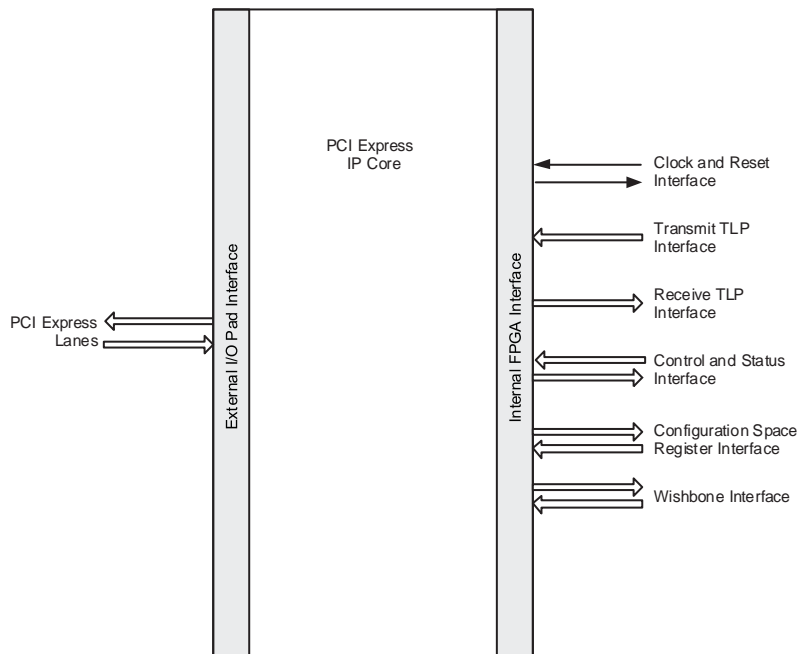 PCI Express
IP Core
Clock and Reset
Interface
Transmit TLP
Interface
Receive TLP
Interface
PCI Express
Lanes
External I/O Pad Interface
Internal FPGA Interface
Control and Status
Interface
Configuration Space
Register Interface
Wishbone Interface